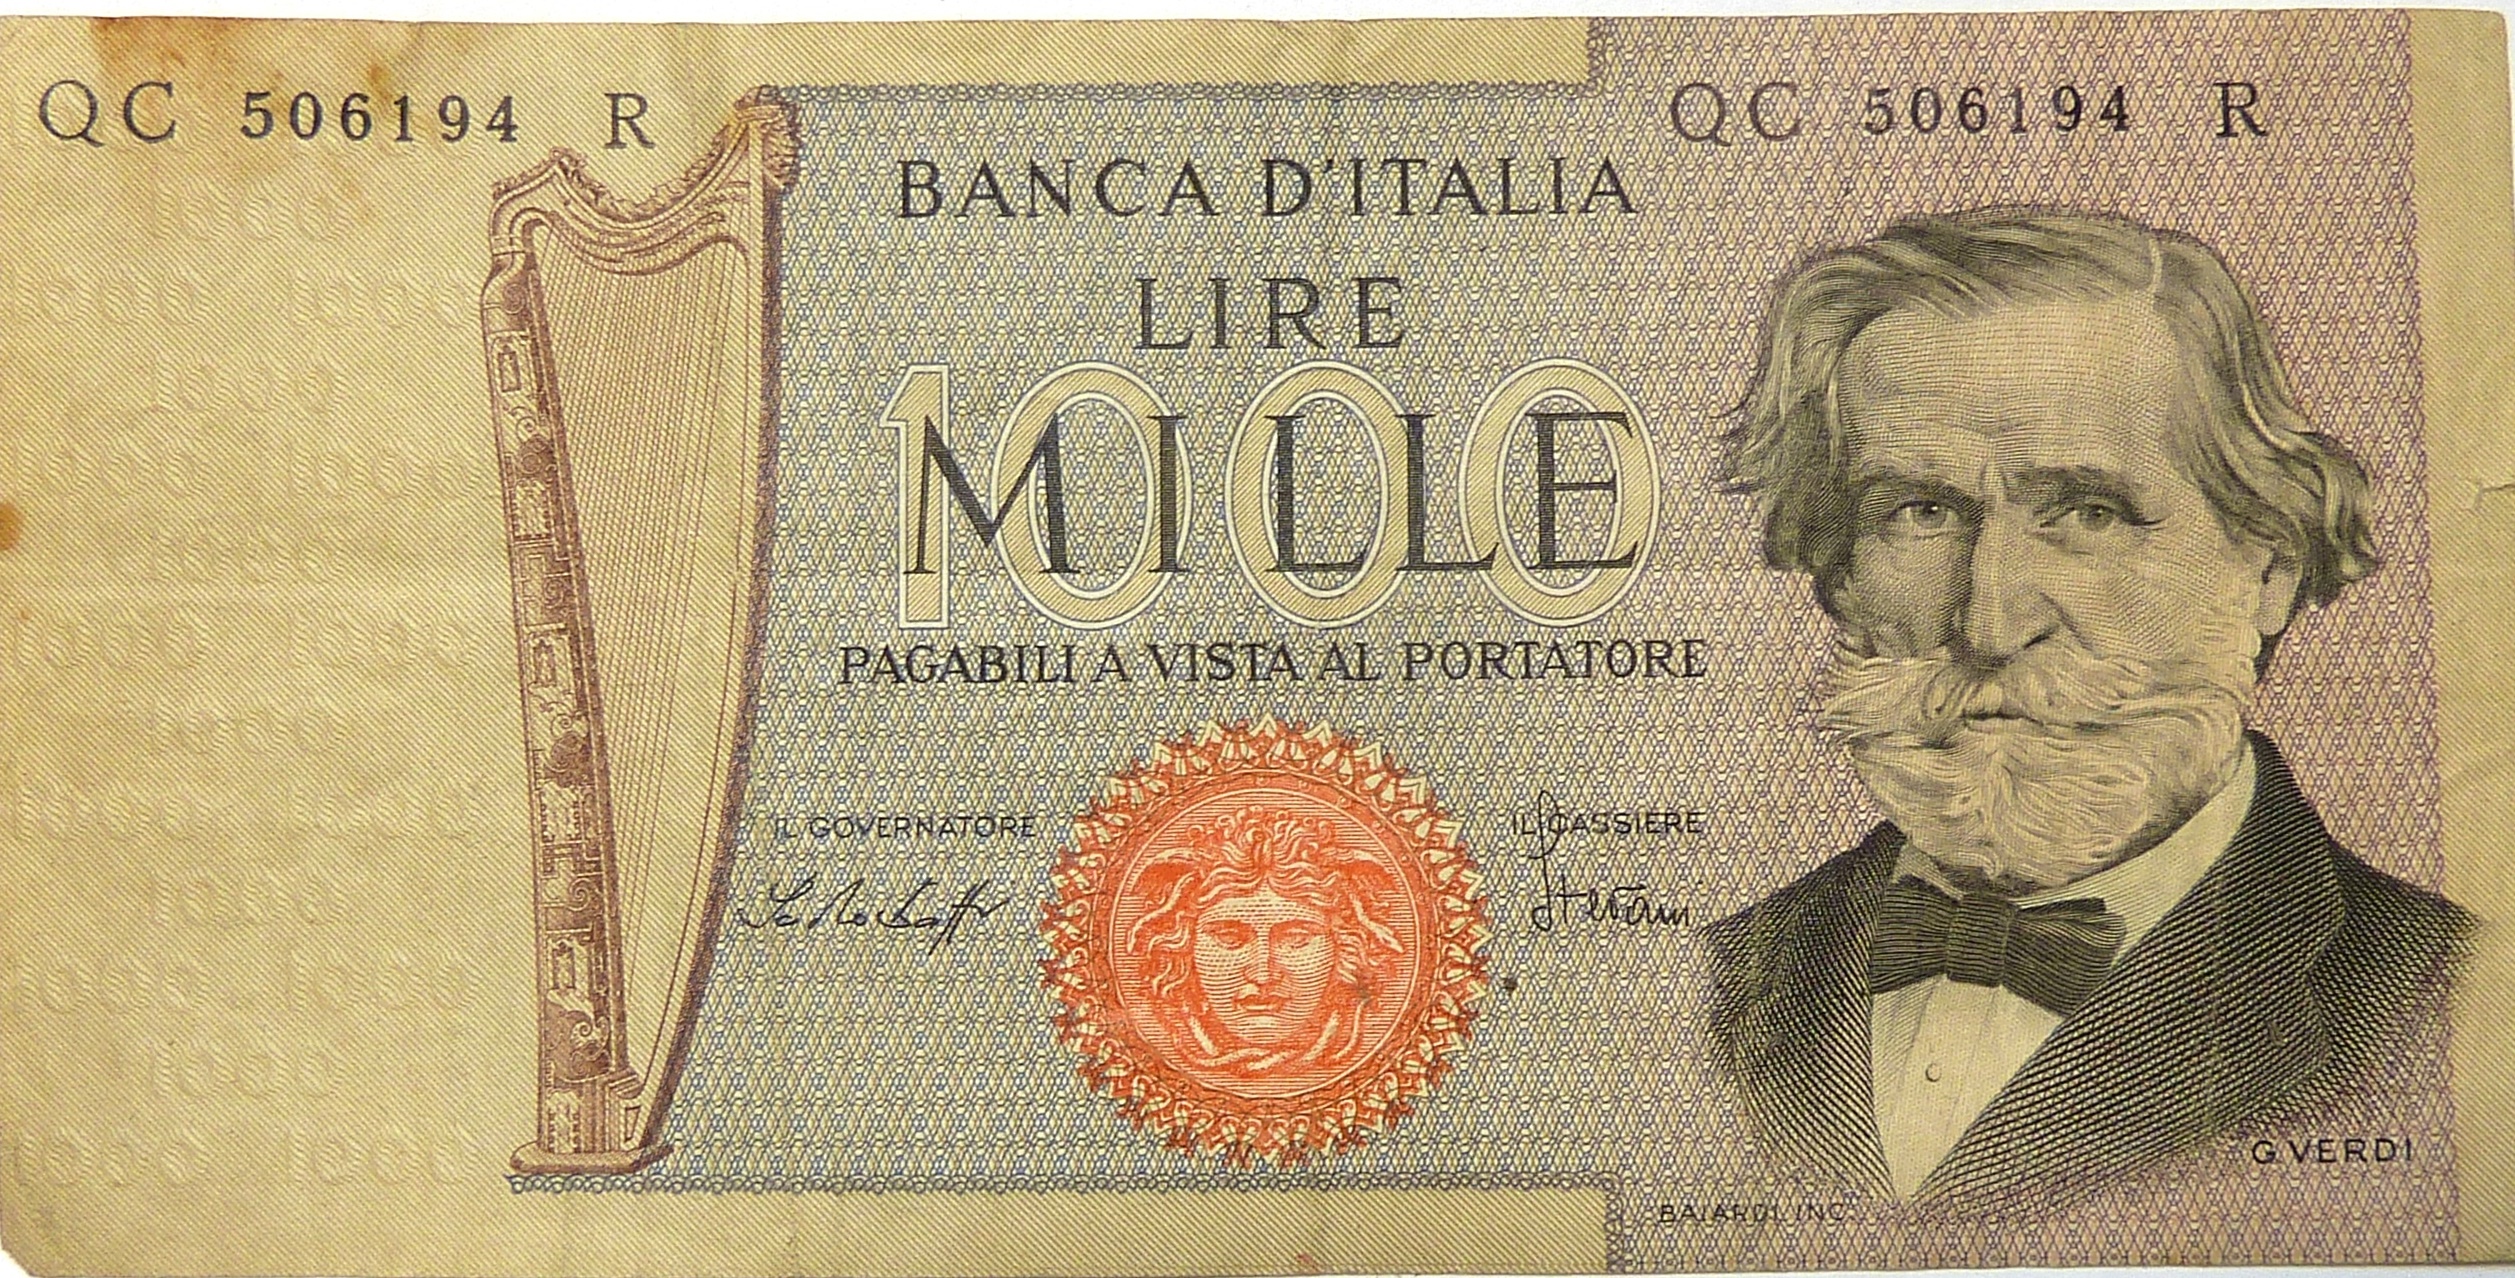 QC 506194 R
QC 506194 R
BANCA D'ITALIA
LIRE
1000
MILLE
PAGABILI A VISTA AL PORTATORE
IL GOVERNATORE
IL CASSIERE
Stevani
G. VERDI
BAIARDI INC.